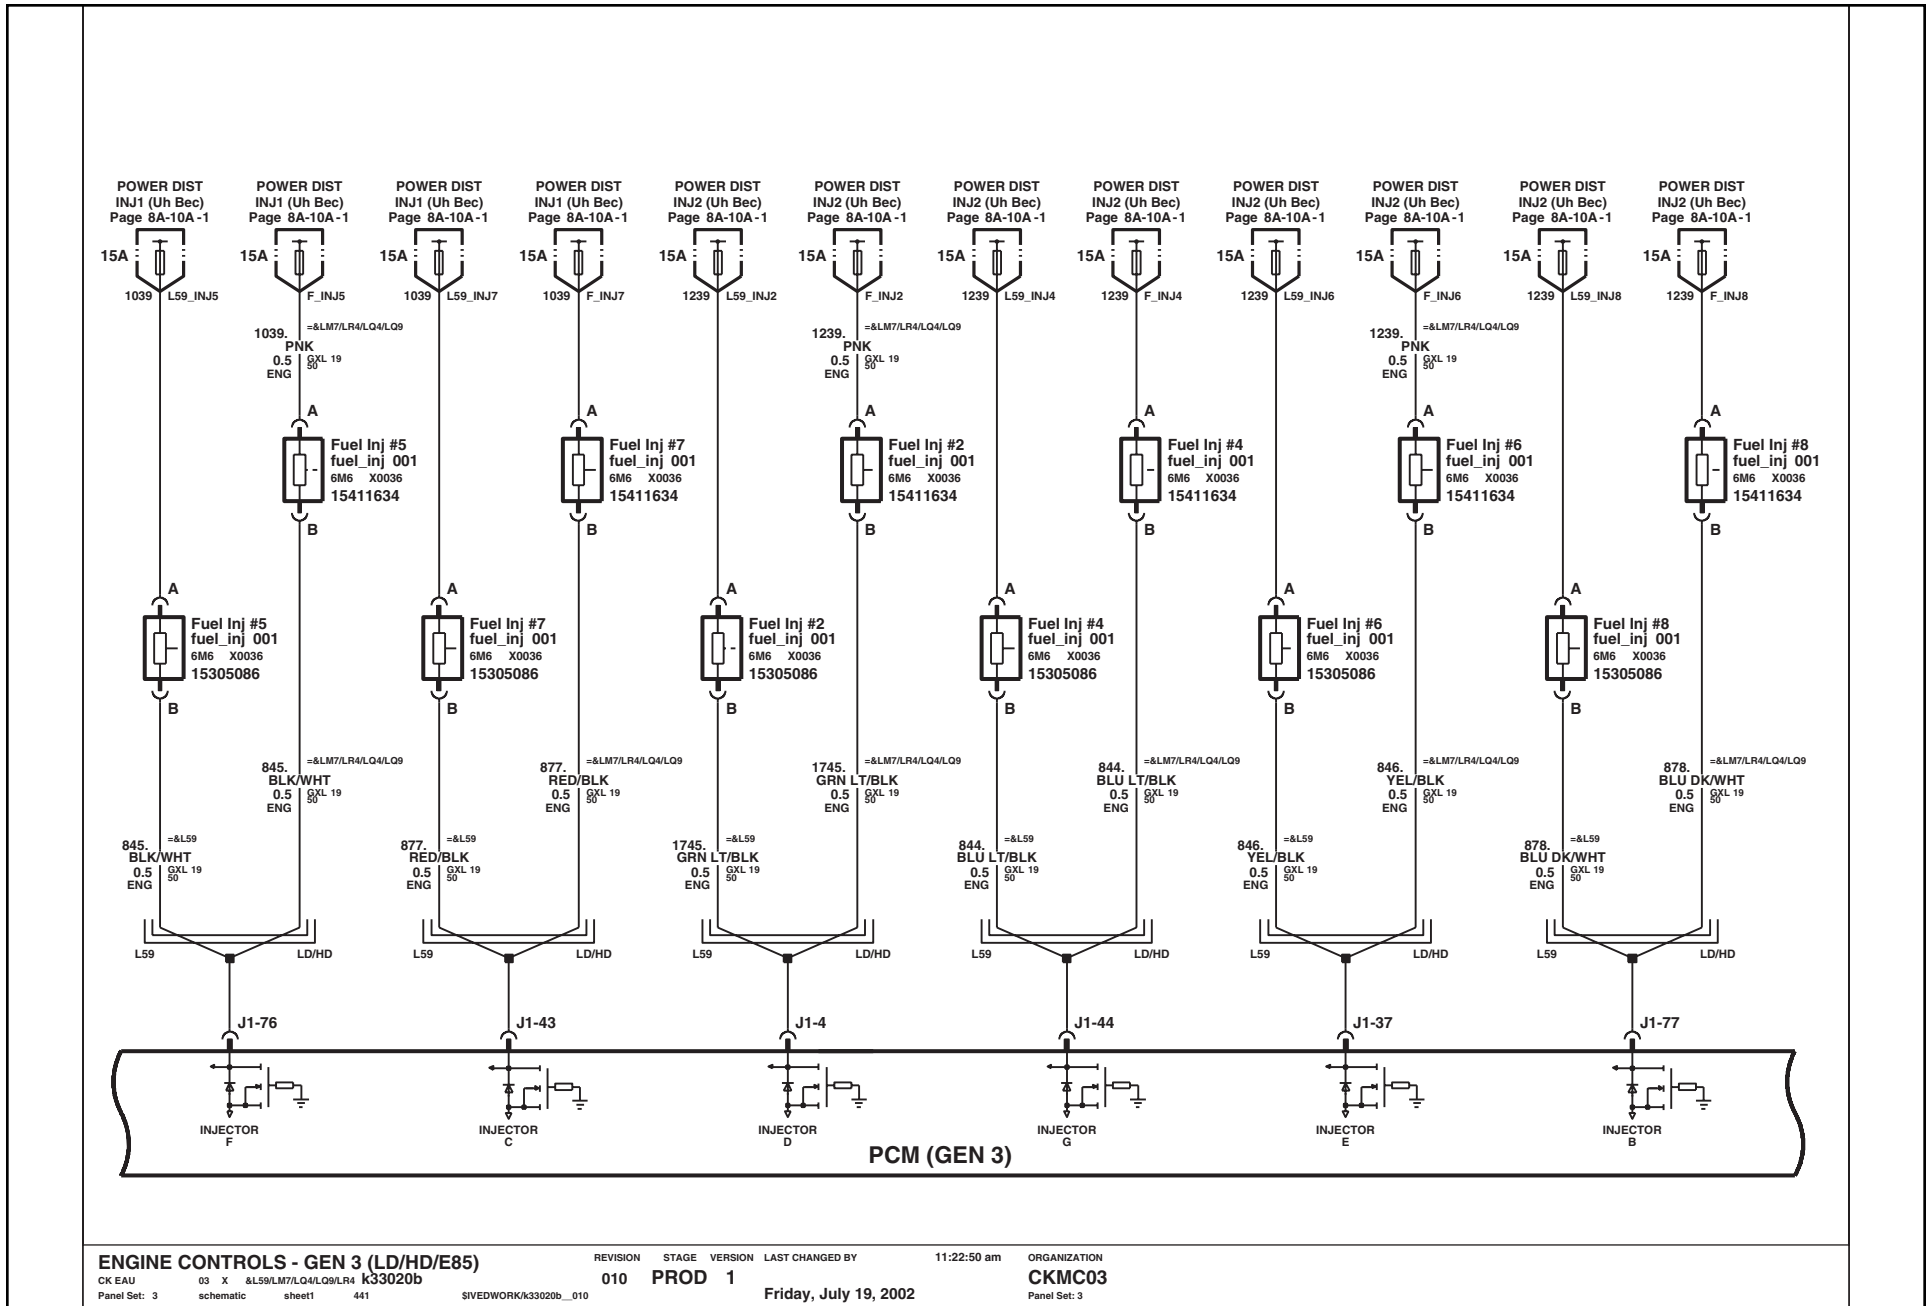 POWER DIST POWER DIST POWER DIST POWER DIST POWER DIST POWER DIST POWER DIST POWER DIST POWER DIST POWER DIST POWER DIST POWER DIST
INJ1 (Uh Bec) INJ1 (Uh Bec) INJ1 (Uh Bec) INJ1 (Uh Bec) INJ2 (Uh Bec) INJ2 (Uh Bec) INJ2 (Uh Bec) INJ2 (Uh Bec) INJ2 (Uh Bec) INJ2 (Uh Bec) INJ2 (Uh Bec) INJ2 (Uh Bec)
Page 8A-10A-1 Page 8A-10A-1 Page 8A-10A-1 Page 8A-10A-1 Page 8A-10A-1 Page 8A-10A-1 Page 8A-10A-1 Page 8A-10A-1 Page 8A-10A-1 Page 8A-10A-1 Page 8A-10A-1 Page 8A-10A-1
15A 15A 15A 15A 15A 15A 15A 15A 15A 15A 15A 15A
1039 L59_INJ5 F_INJ5 1039 L59_INJ7 1039 F_INJ7 1239 L59_INJ2 F_INJ2 1239 L59_INJ4 1239 F_INJ4 1239 L59_INJ6 F_INJ6 1239 L59_INJ8 1239 F_INJ8
1039. =&LM7/LR4/LQ4/LQ9 1239. =&LM7/LR4/LQ4/LQ9 1239. =&LM7/LR4/LQ4/LQ9
PNK PNK PNK
0.5 GXL 19 0.5 GXL 19 0.5 GXL 19
ENG 50 ENG 50 ENG 50
A A A A A A
Fuel Inj #5 Fuel Inj #7 Fuel Inj #2 Fuel Inj #4 Fuel Inj #6 Fuel Inj #8
fuel_inj 001 fuel_inj 001 fuel_inj 001 fuel_inj 001 fuel_inj 001 fuel_inj 001
6M6 X0036 6M6 X0036 6M6 X0036 6M6 X0036 6M6 X0036 6M6 X0036
15411634 15411634 15411634 15411634 15411634 15411634
B B B B B B
A A A A A A
Fuel Inj #5 Fuel Inj #7 Fuel Inj #2 Fuel Inj #4 Fuel Inj #6 Fuel Inj #8
fuel_inj 001 fuel_inj 001 fuel_inj 001 fuel_inj 001 fuel_inj 001 fuel_inj 001
6M6 X0036 6M6 X0036 6M6 X0036 6M6 X0036 6M6 X0036 6M6 X0036
15305086 15305086 15305086 15305086 15305086 15305086
B B B B B B
845. =&LM7/LR4/LQ4/LQ9 877. =&LM7/LR4/LQ4/LQ9 1745. =&LM7/LR4/LQ4/LQ9 844. =&LM7/LR4/LQ4/LQ9 846. =&LM7/LR4/LQ4/LQ9 878. =&LM7/LR4/LQ4/LQ9
BLK/WHT RED/BLK GRN LT/BLK BLU LT/BLK YEL/BLK BLU DK/WHT
0.5 GXL 19 0.5 GXL 19 0.5 GXL 19 0.5 GXL 19 0.5 GXL 19 0.5 GXL 19
ENG 50 ENG 50 ENG 50 ENG 50 ENG 50 ENG 50
845. =&L59 877. =&L59 1745. =&L59 844. =&L59 846. =&L59 878. =&L59
BLK/WHT RED/BLK GRN LT/BLK BLU LT/BLK YEL/BLK BLU DK/WHT
0.5 GXL 19 0.5 GXL 19 0.5 GXL 19 0.5 GXL 19 0.5 GXL 19 0.5 GXL 19
ENG 50 ENG 50 ENG 50 ENG 50 ENG 50 ENG 50
L59 LD/HD L59 LD/HD L59 LD/HD L59 LD/HD L59 LD/HD L59 LD/HD
J1-76 J1-43 J1-4 J1-44 J1-37 J1-77
INJECTOR INJECTOR INJECTOR INJECTOR INJECTOR INJECTOR
F C D G E B
PCM (GEN 3)
ENGINE CONTROLS - GEN 3 (LD/HD/E85) REVISION STAGE VERSION LAST CHANGED BY 11:22:50 am ORGANIZATION
CK EAU 03 X &L59/LM7/LQ4/LQ9/LR4 k33020b 010 PROD 1 CKMC03
Panel Set: 3 schematic sheet1 441 $IVEDWORK/k33020b__010 Friday, July 19, 2002 Panel Set: 3